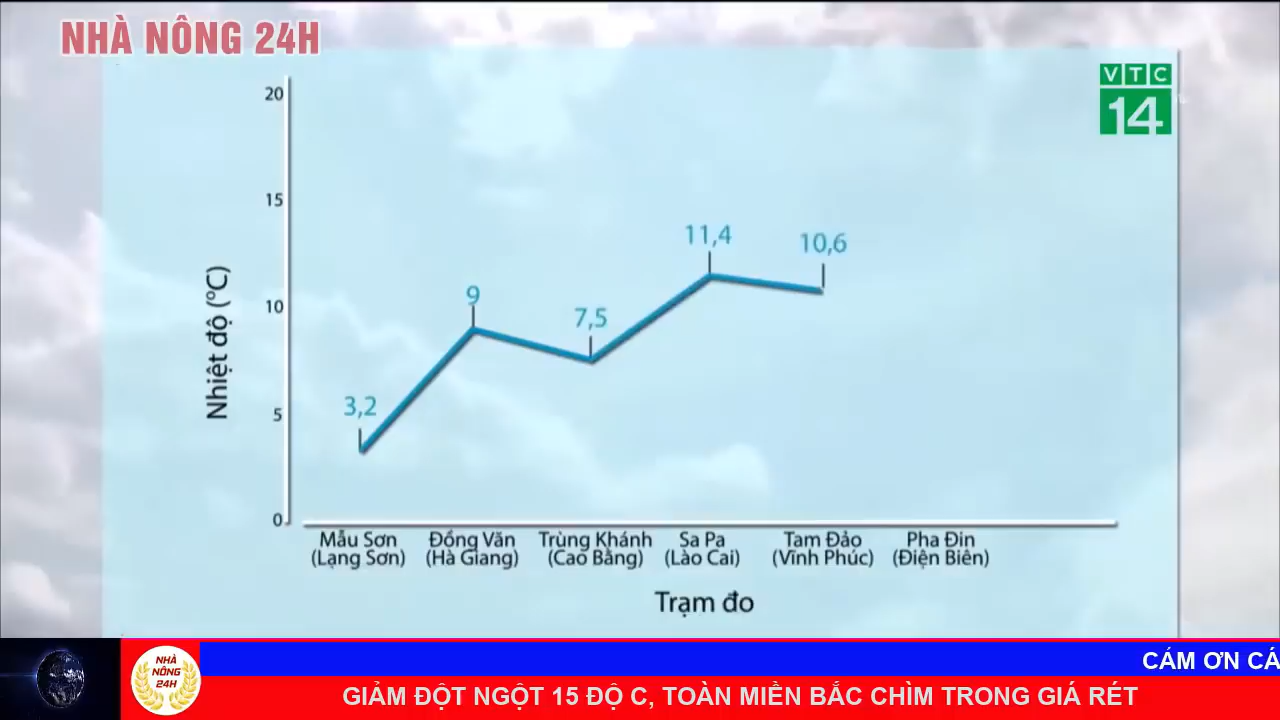 NHÀ NÔNG 24H
VTC
14
20
15
10
5
0
Nhiệt độ (ºC)
3,2
9
7,5
11,4
10,6
Mẫu Sơn
(Lạng Sơn)
Đồng Văn
(Hà Giang)
Trùng Khánh
(Cao Bằng)
Sa Pa
(Lào Cai)
Tam Đảo
(Vĩnh Phúc)
Pha Đin
(Điện Biên)
Trạm đo
NHÀ
NÔNG
24H
CÁM ƠN CÁ
GIẢM ĐỘT NGỘT 15 ĐỘ C, TOÀN MIỀN BẮC CHÌM TRONG GIÁ RÉT